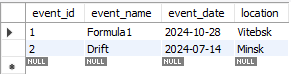 event_id event_name event_date location
1 Formula1 2024-10-28 Vitebsk
2 Drift 2024-07-14 Minsk
NULL NULL NULL NULL